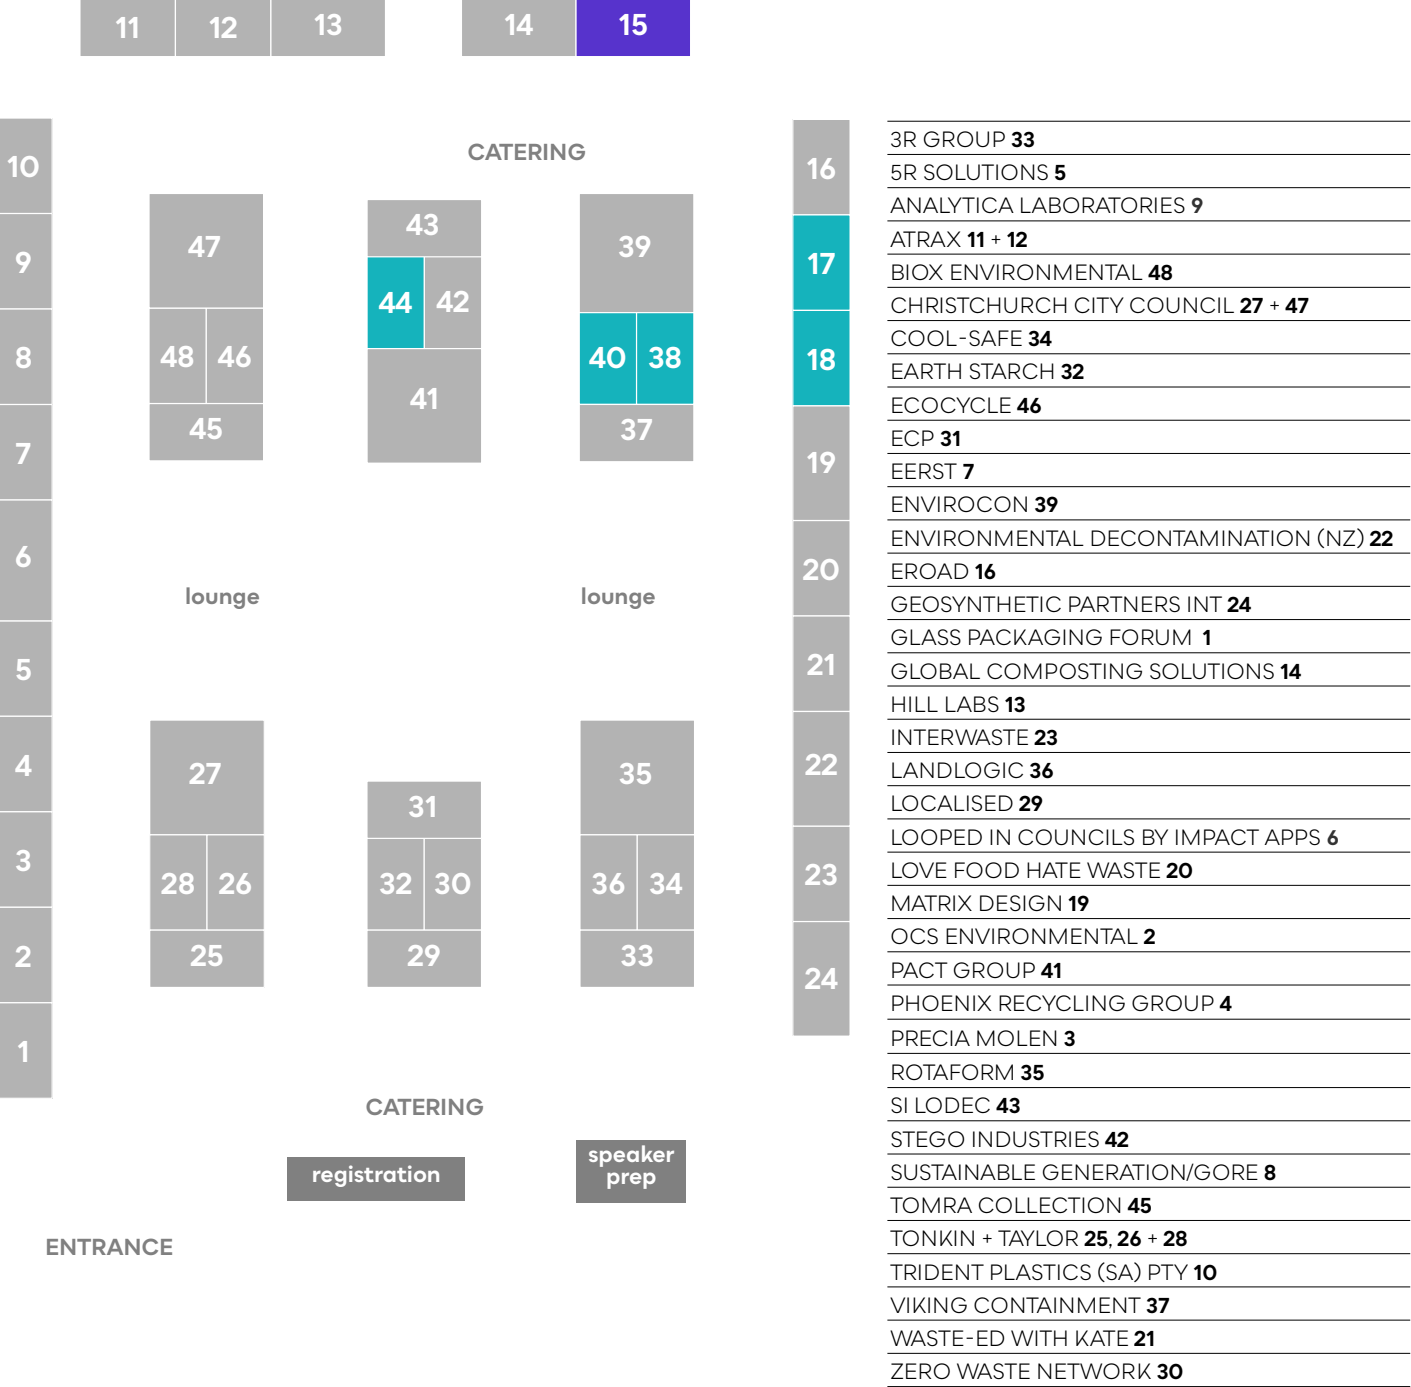 11 12 13 14 15
CATERING
10
16
47
43
39
9
17
44 42
48 46
40 38
8
18
41
45
37
7
19
6
20
lounge lounge
5
21
4
27
35
22
31
3
23
28 26
32 30
36 34
2
25
29
33
24
1
CATERING
registration
speaker
prep
ENTRANCE
3R GROUP 33
5R SOLUTIONS 5
ANALYTICA LABORATORIES 9
ATRAX 11 + 12
BIOX ENVIRONMENTAL 48
CHRISTCHURCH CITY COUNCIL 27 + 47
COOL-SAFE 34
EARTH STARCH 32
ECOCYCLE 46
ECP 31
EERST 7
ENVIROCON 39
ENVIRONMENTAL DECONTAMINATION (NZ) 22
EROAD 16
GEOSYNTHETIC PARTNERS INT 24
GLASS PACKAGING FORUM 1
GLOBAL COMPOSTING SOLUTIONS 14
HILL LABS 13
INTERWASTE 23
LANDLOGIC 36
LOCALISED 29
LOOPED IN COUNCILS BY IMPACT APPS 6
LOVE FOOD HATE WASTE 20
MATRIX DESIGN 19
OCS ENVIRONMENTAL 2
PACT GROUP 41
PHOENIX RECYCLING GROUP 4
PRECIA MOLEN 3
ROTAFORM 35
SI LODEC 43
STEGO INDUSTRIES 42
SUSTAINABLE GENERATION/GORE 8
TOMRA COLLECTION 45
TONKIN + TAYLOR 25, 26 + 28
TRIDENT PLASTICS (SA) PTY 10
VIKING CONTAINMENT 37
WASTE-ED WITH KATE 21
ZERO WASTE NETWORK 30